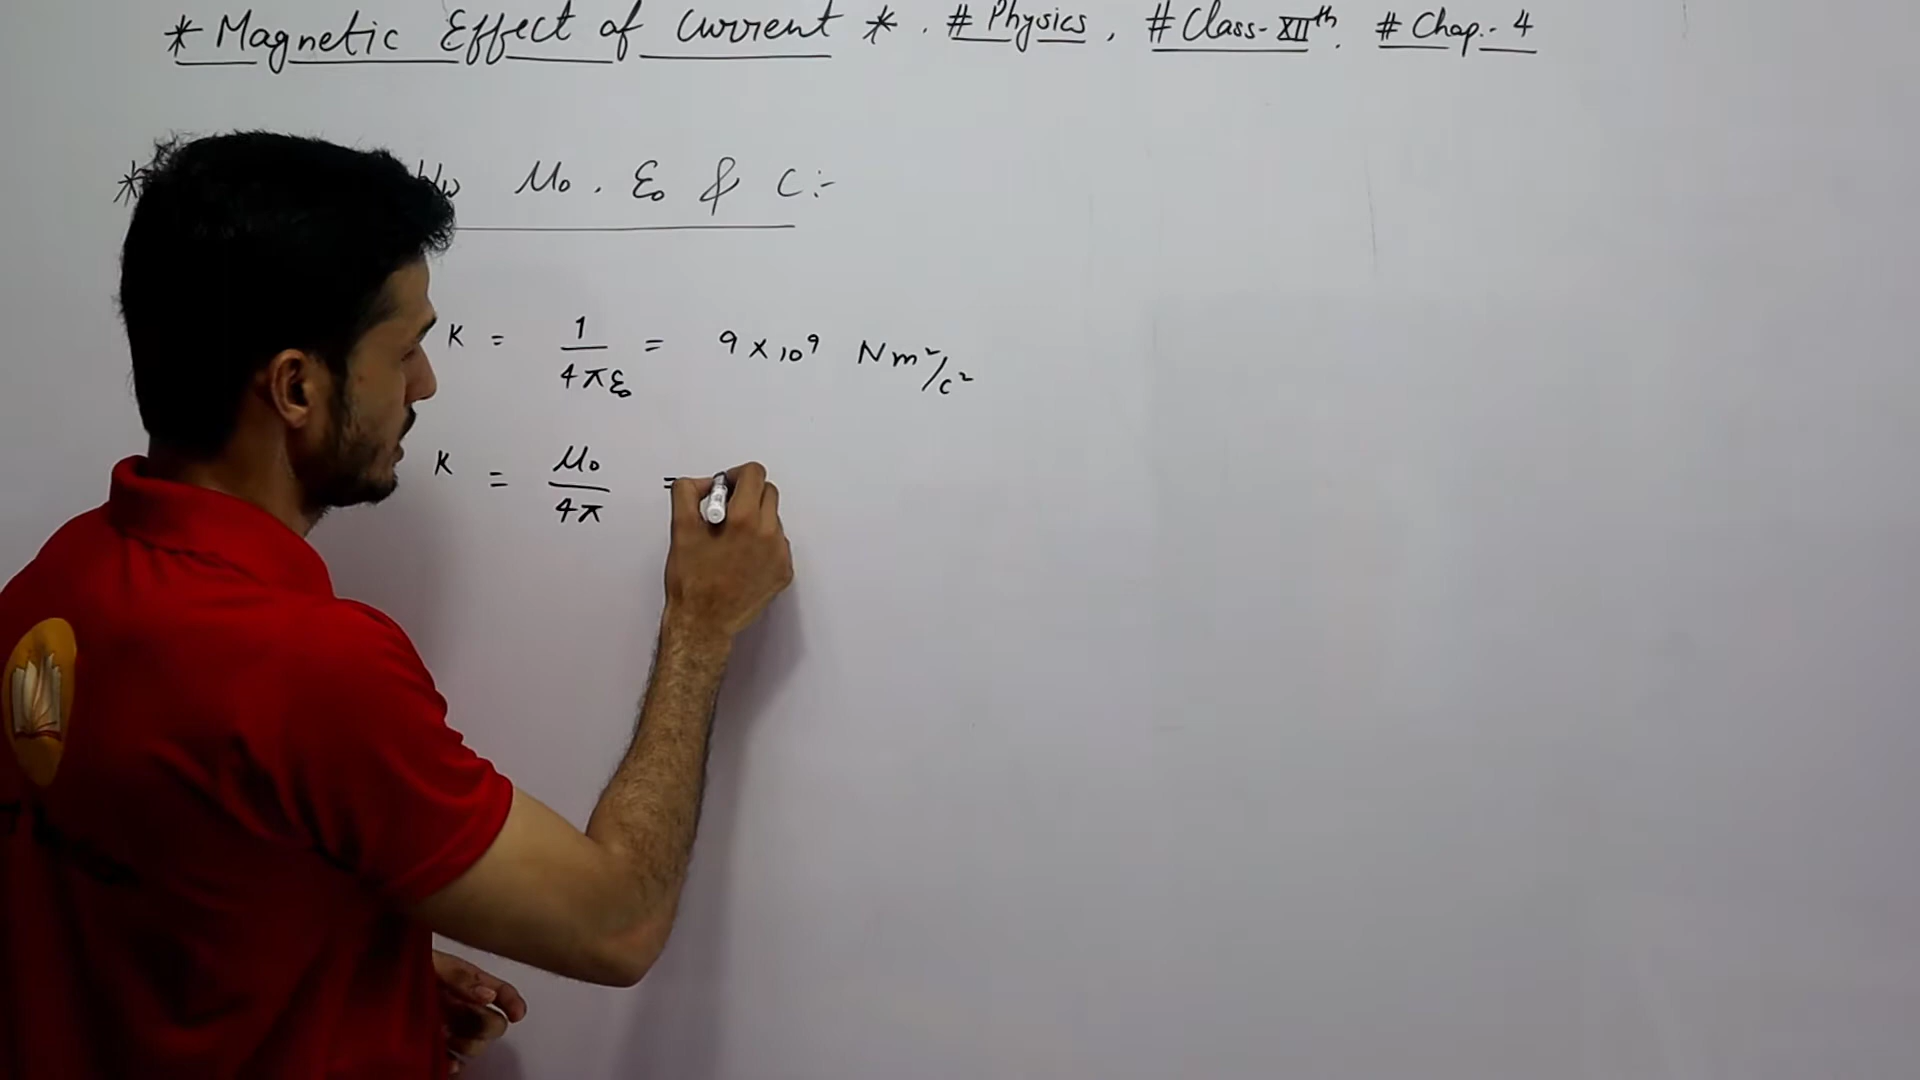 * Magnetic Effect of Current * . # Physics , # Class-XIIth. # Chap.- 4
* μ₀ . ε₀ & C :-
K = 1/4πε₀ = 9 × 10⁹ Nm²/C²
K = μ₀/4π =